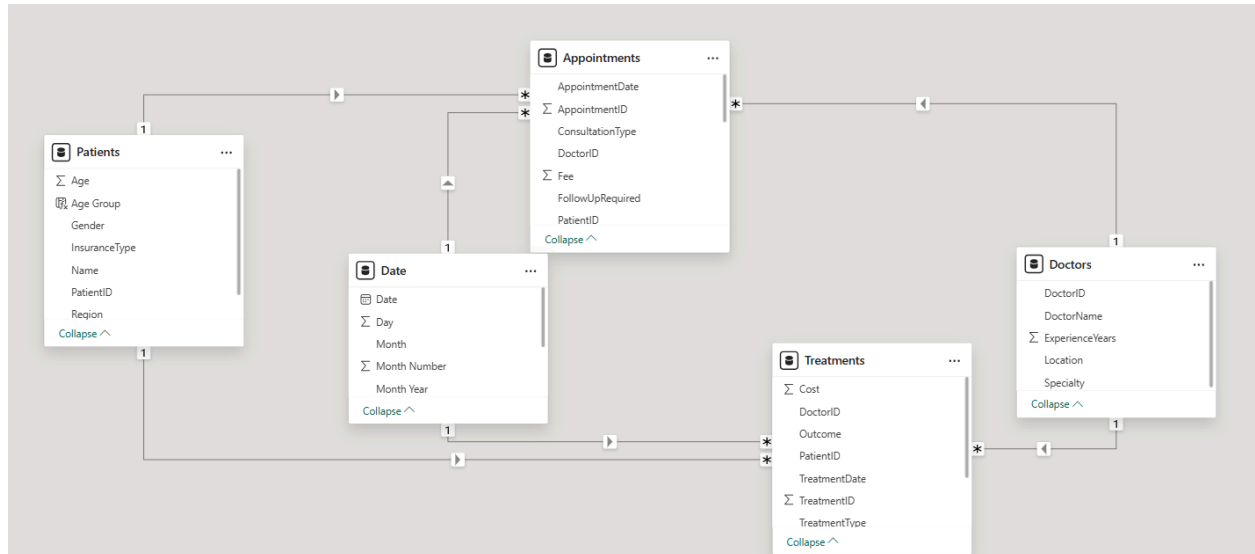 Appointments
AppointmentDate
∑ AppointmentID
ConsultationType
DoctorID
∑ Fee
FollowUpRequired
PatientID
Collapse
Patients
∑ Age
Age Group
Gender
InsuranceType
Name
PatientID
Region
Collapse
Date
Date
∑ Day
Month
∑ Month Number
Month Year
Collapse
Doctors
DoctorID
DoctorName
∑ ExperienceYears
Location
Specialty
Collapse
Treatments
∑ Cost
DoctorID
Outcome
PatientID
TreatmentDate
∑ TreatmentID
TreatmentType
Collapse
1
*
*
*
1
1
1
1
1
*
*
*